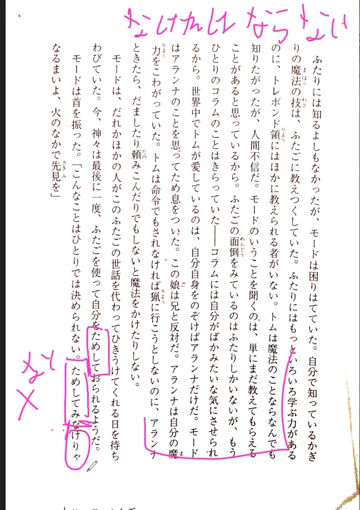 なければ ならない
ふたりには知るよしもなかったが、モードは困りはてていた。自分で知っているかぎ
りの魔法の技は、ふたごに教えつくしていた。ふたりにはもっといろいろ学ぶ力がある
のに、トレボンド領にはほかに教えられる者がいない。トムは魔法のことならなんでも
知りたがったが、人間不信だ。モードのいうことを聞くのは、単にまだ教えてもらえる
ことがあると思っているから。ふたごの面倒をみているのはふたりしかいないが、もう
ひとりのコラムのことはきらっていた──コラムには自分がばかみたいな気にさせられ
るから。世界中でトムが愛しているのは、自分自身をのぞけばアランナだけだ。モード
はアランナのことを思ってため息をついた。この娘は兄と反対だ。アランナは自分の魔
力をこわがっていた。トムは命令でもされなければ猟に行こうとしないのに、アランナ
ときたら、だましたり頼みこんだりでもしないと魔法をかけたりしない。
モードは、だれかほかの人がこのふたごの世話を代わってひきうけてくれる日を待ち
わびていた。今、神々は最後に一度、ふたごを使って自分をためしておられるようだ。
モードは首を振った。「こんなことはひとりでは決められない。ためしてみなけりゃ
なるまいよ、火のなかで先見を」
ない